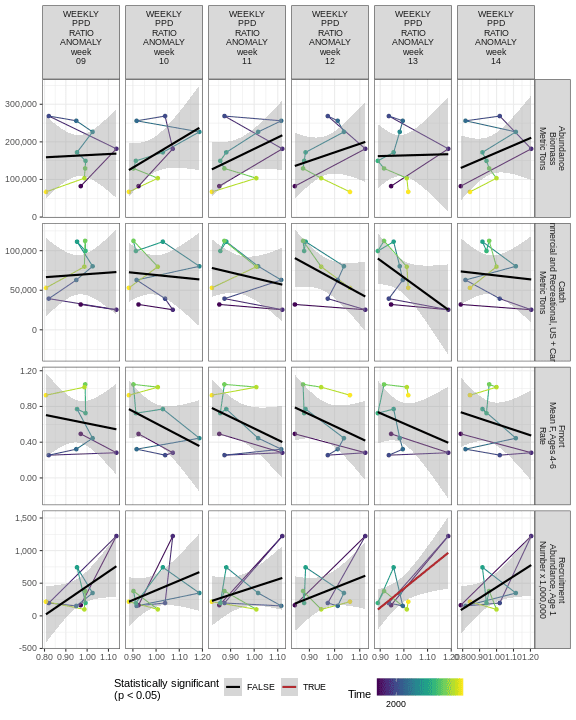 WEEKLY
PPD
RATIO
ANOMALY
week
09
WEEKLY
PPD
RATIO
ANOMALY
week
10
WEEKLY
PPD
RATIO
ANOMALY
week
11
WEEKLY
PPD
RATIO
ANOMALY
week
12
WEEKLY
PPD
RATIO
ANOMALY
week
13
WEEKLY
PPD
RATIO
ANOMALY
week
14
300,000
200,000
100,000
0
Abundance
Biomass
Metric Tons
100,000
50,000
0
Catch
and Recreational, US +
Metric Tons
1.20
0.80
0.40
0.00
Fmort
Mean F, Ages 4-6
Rate
1,500
1,000
500
0
-500
Recruitment
Abundance, Age 1
Number x 1,000,000
0.80 0.90 1.00 1.10
0.90 1.00 1.10 1.20
0.90 1.00 1.10
0.90 1.00 1.10
0.90 1.00 1.10 1.20
0.80 0.90 1.00 1.10 1.20
Statistically significant
(p < 0.05)
FALSE
TRUE
Time
2000